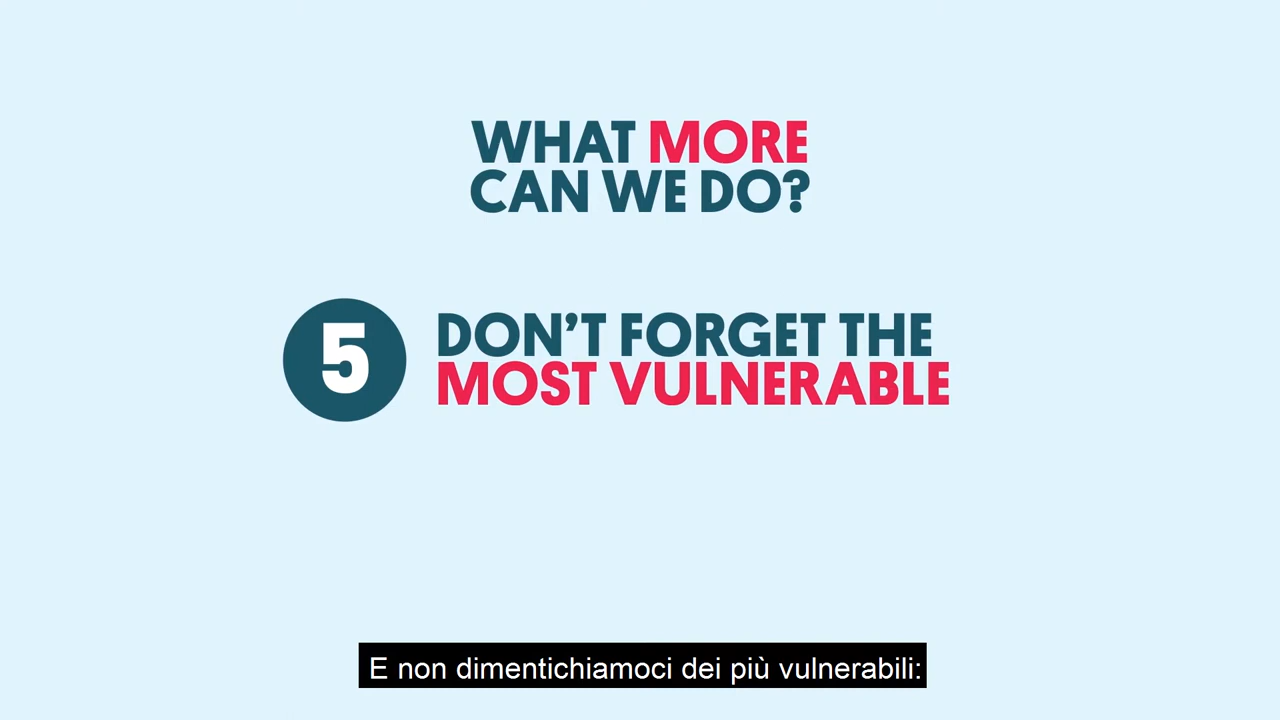 WHAT MORE
CAN WE DO?
5
DON'T FORGET THE
MOST VULNERABLE
E non dimentichiamoci dei più vulnerabili: